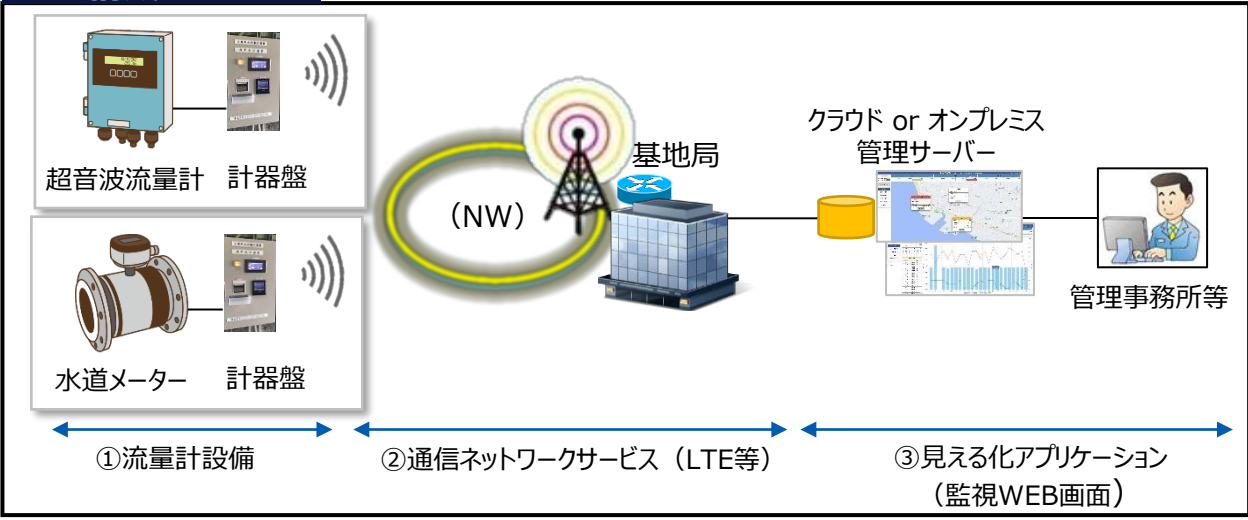 超音波流量計
計器盤
水道メーター
計器盤
(NW)
基地局
クラウド or オンプレミス
管理サーバー
管理事務所等
①流量計設備
②通信ネットワークサービス(LTE等)
③見える化アプリケーション
(監視WEB画面)